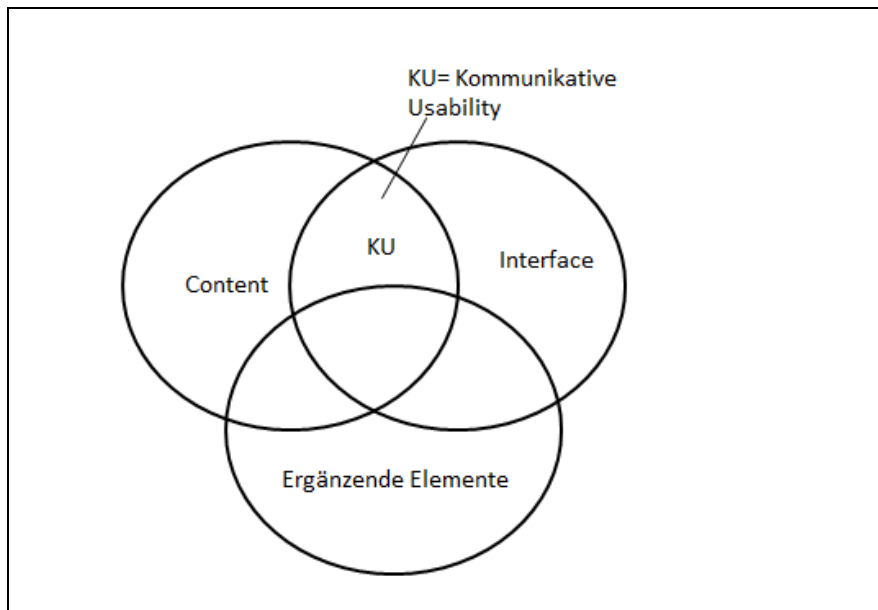 KU= Kommunikative
Usability
KU
Interface
Content
Ergänzende Elemente